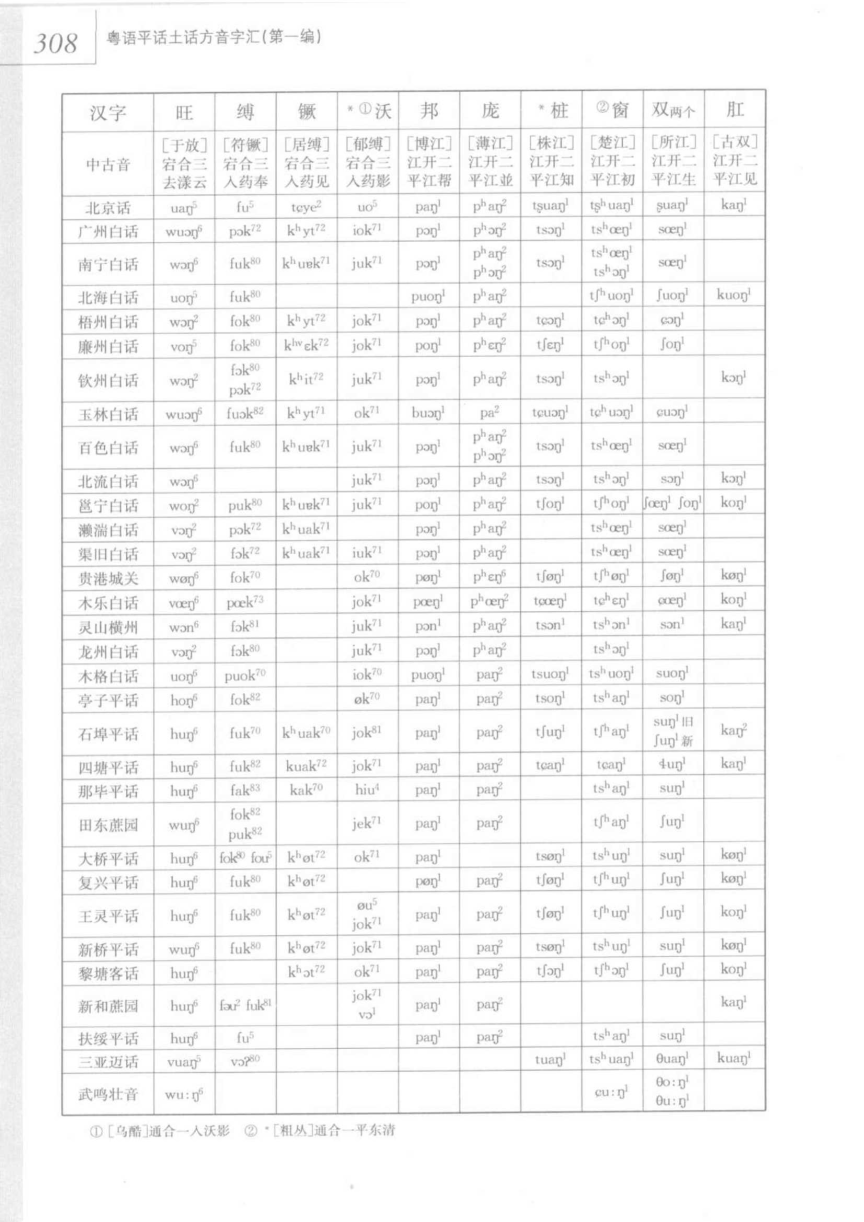 308 粤语平话土话方音字汇(第一编)
汉字 旺 缚 镢 *①沃 邦 庞 *桩 ②窗 双两个 肛
中古音 [于放] [符镢] [居缚] [郁缚] [博江] [薄江] [株江] [楚江] [所江] [古双]
宕合三 宕合三 宕合三 宕合三 江开二 江开二 江开二 江开二 江开二 江开二
去漾云 入药奉 入药见 入药影 平江帮 平江並 平江知 平江初 平江生 平江见
北京话 uaŋ⁵ fu⁵ tɕye² uo⁵ paŋ¹ pʰaŋ² tʂuaŋ¹ tʂʰuaŋ¹ ʂuaŋ¹ kaŋ¹
广州白话 wuɔŋ⁶ pɔk⁷² kʰyt⁷² iok⁷¹ pɔŋ¹ pʰɔŋ² tsɔŋ¹ tsʰœŋ¹ sœŋ¹
南宁白话 wɔŋ⁶ fuk⁸⁰ kʰuɐk⁷¹ juk⁷¹ pɔŋ¹ pʰaŋ² pʰɔŋ² tsɔŋ¹ tsʰœŋ¹ tsʰɔŋ¹ sœŋ¹
北海白话 uoŋ⁵ fuk⁸⁰ puoŋ¹ pʰaŋ² tʃʰuoŋ¹ ʃuoŋ¹ kuoŋ¹
梧州白话 wɔŋ² fok⁸⁰ kʰyt⁷² jok⁷¹ pɔŋ¹ pʰaŋ² tɕɔŋ¹ tɕʰɔŋ¹ ɕɔŋ¹
廉州白话 voŋ⁵ fok⁸⁰ kʰʷɛk⁷² jok⁷¹ poŋ¹ pʰɛŋ² tʃɛŋ¹ tʃʰoŋ¹ ʃoŋ¹
钦州白话 wɔŋ² fɔk⁸⁰ pɔk⁷² kʰit⁷² juk⁷¹ pɔŋ¹ pʰaŋ² tsɔŋ¹ tsʰɔŋ¹ kɔŋ¹
玉林白话 wuɔŋ⁶ fuɔk⁸² kʰyt⁷¹ ok⁷¹ buɔŋ¹ pa² tɕuɔŋ¹ tɕʰuɔŋ¹ ɕuɔŋ¹
百色白话 wɔŋ⁶ fuk⁸⁰ kʰuɐk⁷¹ juk⁷¹ pɔŋ¹ pʰaŋ² pʰɔŋ² tsɔŋ¹ tsʰœŋ¹ sœŋ¹
北流白话 wɔŋ⁶ juk⁷¹ pɔŋ¹ pʰaŋ² tsɔŋ¹ tsʰɔŋ¹ sɔŋ¹ kɔŋ¹
邕宁白话 woŋ² puk⁸⁰ kʰuɐk⁷¹ juk⁷¹ poŋ¹ pʰaŋ² tʃoŋ¹ tʃʰoŋ¹ ʃœŋ¹ ʃoŋ¹ koŋ¹
濑湍白话 vɔŋ² pɔk⁷² kʰuak⁷¹ pɔŋ¹ pʰaŋ² tsʰœŋ¹ sœŋ¹
渠旧白话 vɔŋ² fɔk⁷² kʰuak⁷¹ iuk⁷¹ pɔŋ¹ pʰaŋ² tsʰœŋ¹ sœŋ¹
贵港城关 wøŋ⁶ fok⁷⁰ ok⁷⁰ pøŋ¹ pʰɛŋ⁶ tʃøŋ¹ tʃʰøŋ¹ ʃøŋ¹ køŋ¹
木乐白话 vœŋ⁶ pœk⁷³ jok⁷¹ pœŋ¹ pʰœŋ² tɕœŋ¹ tɕʰɛŋ¹ ɕœŋ¹ koŋ¹
灵山横州 wɔn⁶ fɔk⁸¹ juk⁷¹ pɔn¹ pʰaŋ² tsɔn¹ tsʰɔn¹ sɔn¹ kaŋ¹
龙州白话 vɔŋ² fɔk⁸⁰ juk⁷¹ pɔŋ¹ pʰaŋ² tsʰɔŋ¹
木格白话 uoŋ⁶ puok⁷⁰ iok⁷⁰ puoŋ¹ paŋ² tsuoŋ¹ tsʰuoŋ¹ suoŋ¹
亭子平话 hoŋ⁶ fok⁸² øk⁷⁰ paŋ¹ paŋ² tsoŋ¹ tsʰaŋ¹ soŋ¹
石埠平话 huŋ⁶ fuk⁷⁰ kʰuak⁷⁰ jok⁸¹ paŋ¹ paŋ² tʃuŋ¹ tʃʰaŋ¹ suŋ¹旧 ʃuŋ¹新 kaŋ²
四塘平话 huŋ⁶ fuk⁸² kuak⁷² jok⁷¹ paŋ¹ paŋ² tɕaŋ¹ tɕaŋ¹ ɬuŋ¹ kaŋ¹
那毕平话 huŋ⁶ fak⁸³ kak⁷⁰ hiu⁴ paŋ¹ paŋ² tsʰaŋ¹ suŋ¹
田东蔗园 wuŋ⁶ fok⁸² puk⁸² jek⁷¹ paŋ¹ paŋ² tʃʰaŋ¹ ʃuŋ¹
大桥平话 huŋ⁶ fok⁸⁰ fou⁵ kʰøt⁷² ok⁷¹ paŋ¹ tsøŋ¹ tsʰuŋ¹ suŋ¹ køŋ¹
复兴平话 huŋ⁶ fuk⁸⁰ kʰøt⁷² pøŋ¹ paŋ² tʃøŋ¹ tʃʰuŋ¹ ʃuŋ¹ køŋ¹
王灵平话 huŋ⁶ fuk⁸⁰ kʰøt⁷² øu⁵ jok⁷¹ paŋ¹ paŋ² tʃøŋ¹ tʃʰuŋ¹ ʃuŋ¹ koŋ¹
新桥平话 wuŋ⁶ fuk⁸⁰ kʰøt⁷² jok⁷¹ paŋ¹ paŋ² tsøŋ¹ tsʰuŋ¹ suŋ¹ køŋ¹
黎塘客话 huŋ⁶ kʰɔt⁷² ok⁷¹ paŋ¹ paŋ² tʃɔŋ¹ tʃʰɔŋ¹ ʃuŋ¹ koŋ¹
新和蔗园 huŋ⁶ fəu² fuk⁸¹ jok⁷¹ vɔ¹ paŋ¹ paŋ² kaŋ¹
扶绥平话 huŋ⁶ fu⁵ paŋ¹ paŋ² tsʰaŋ¹ suŋ¹
三亚迈话 vuaŋ⁵ vɔʔ⁸⁰ tuaŋ¹ tsʰuaŋ¹ θuaŋ¹ kuaŋ¹
武鸣壮音 wu:ŋ⁶ ɕu:ŋ¹ θo:ŋ¹ θu:ŋ¹
①[乌酷]通合一入沃影 ②*[粗丛]通合一平东清